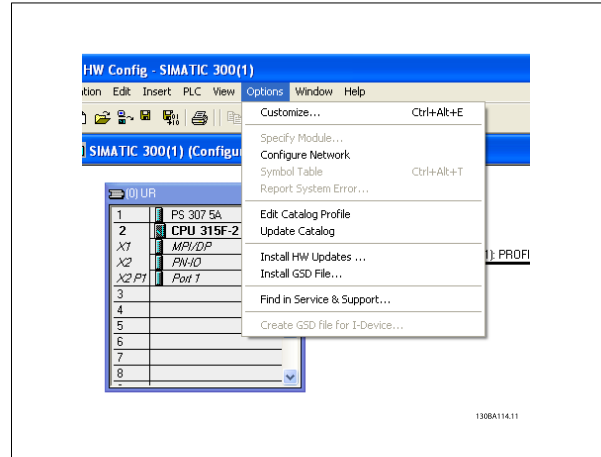 HW Config - SIMATIC 300(1)
Edit Insert PLC View Options Window Help
Customize... Ctrl+Alt+E
SIMATIC 300(1)
Specify Module...
Configure Network
Symbol Table Ctrl+Alt+T
Report System Error...
Edit Catalog Profile
Update Catalog
Install HW Updates ...
Install GSD File...
Find in Service & Support...
Create GSD file for I-Device...
(0) UR
1 PS 307 5A
2 CPU 315F-2
X1 MPI/DP
X2 PN-IO
X2 P1 Port 1
3
4
5
6
7
8
130BA114.11